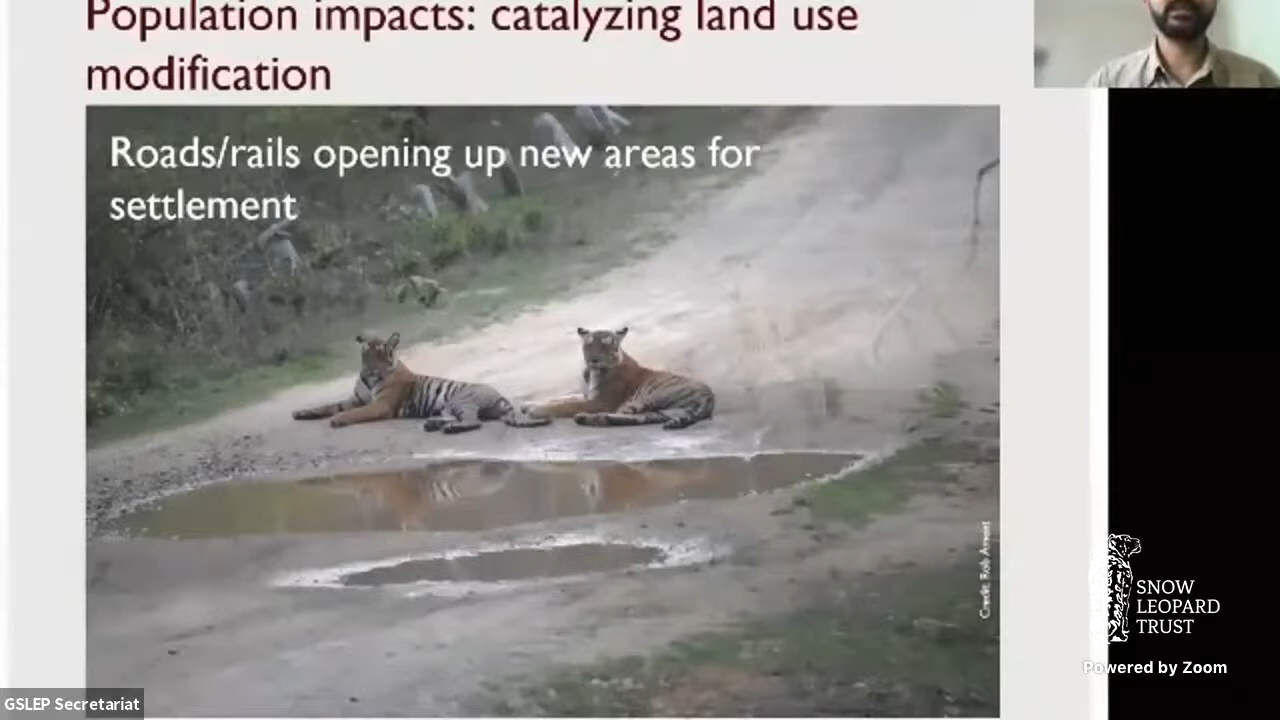 Population impacts: catalyzing land use
modification
Roads/rails opening up new areas for
settlement
SNOW
LEOPARD
TRUST
Powered by Zoom
GSLEP Secretariat